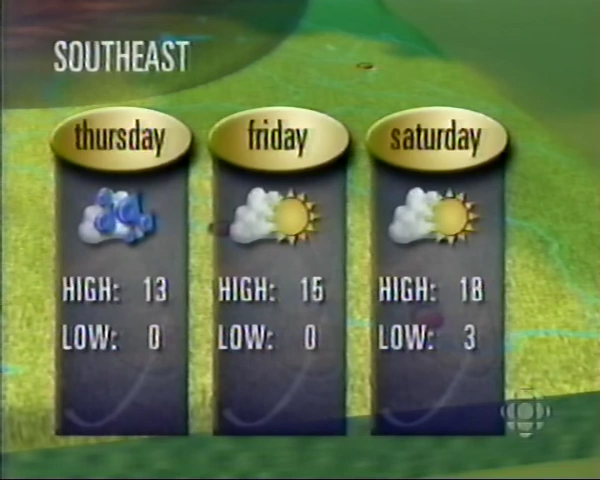 SOUTHEAST
thursday
HIGH: 13
LOW: 0
friday
HIGH: 15
LOW: 0
saturday
HIGH: 18
LOW: 3